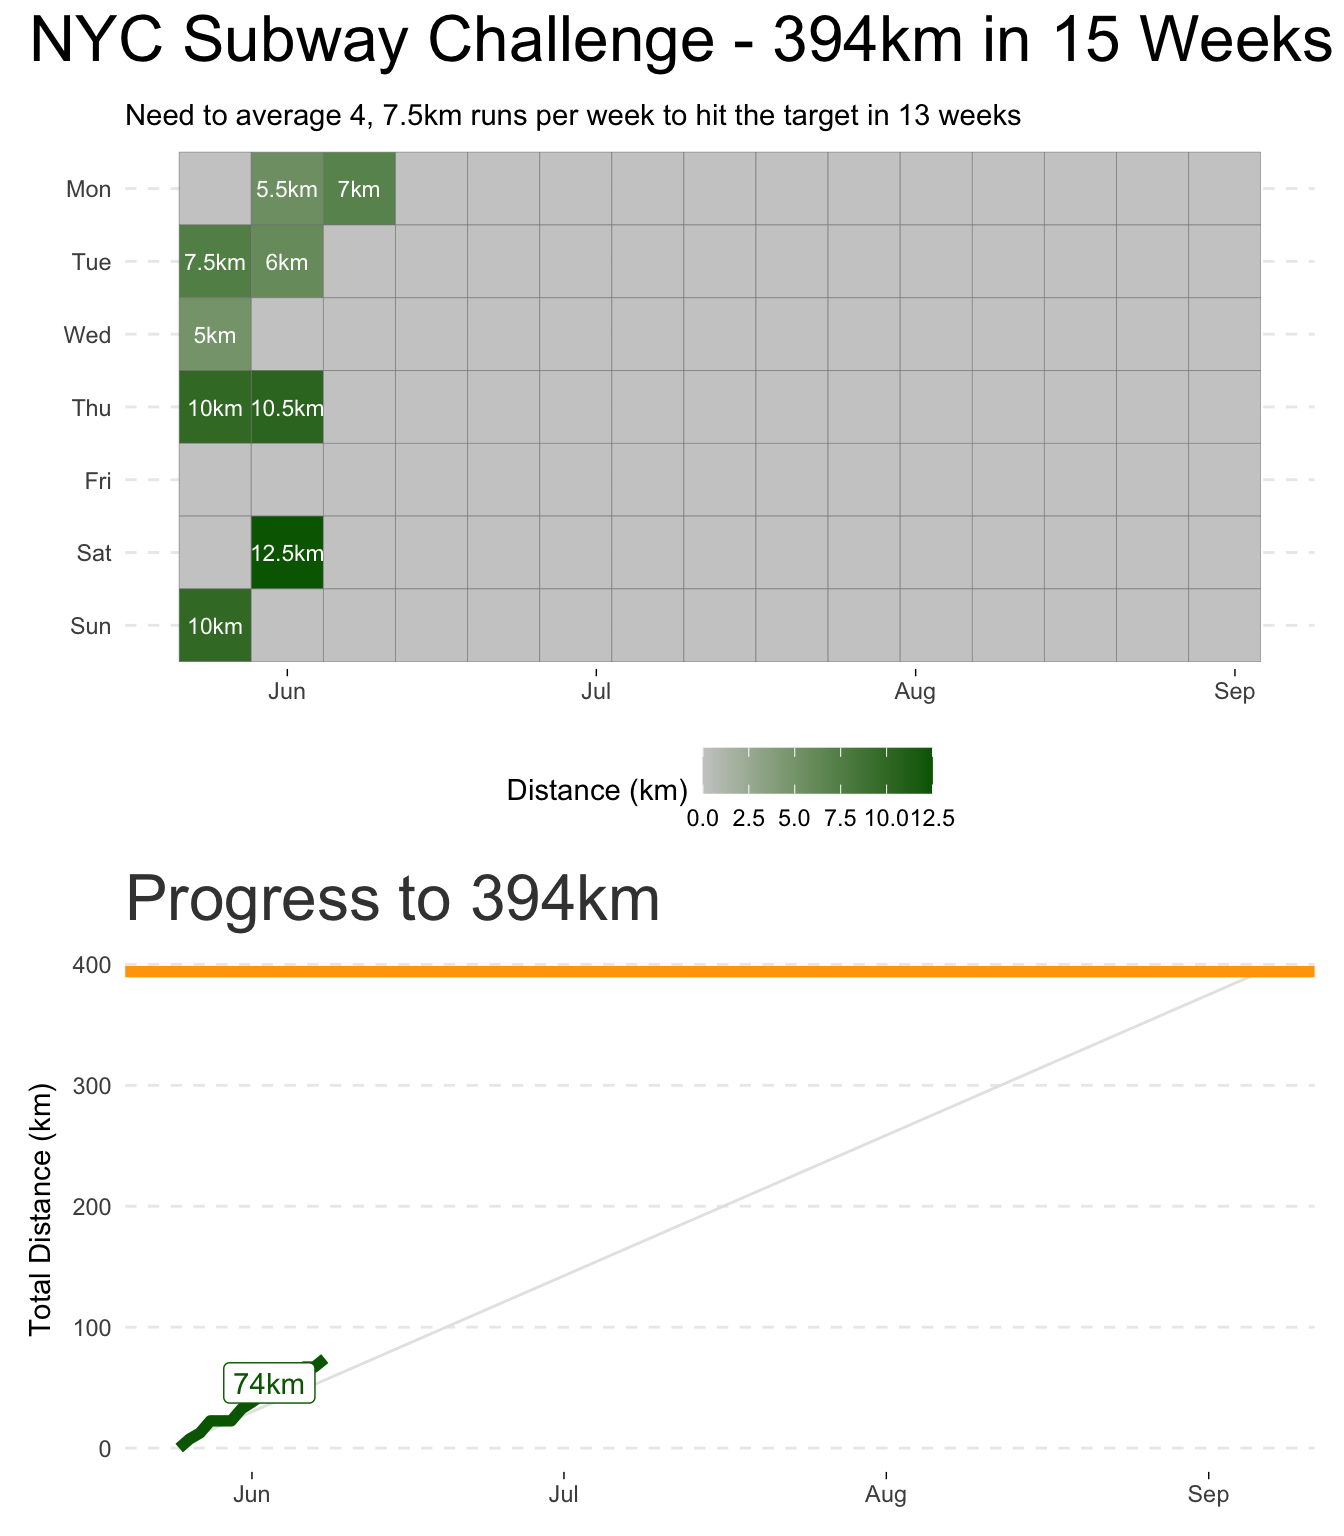 NYC Subway Challenge - 394km in 15 Weeks
Need to average 4, 7.5km runs per week to hit the target in 13 weeks
Mon 5.5km 7km
Tue 7.5km 6km
Wed 5km
Thu 10km 10.5km
Fri
Sat 12.5km
Sun 10km
Jun Jul Aug Sep
Distance (km)
0.0 2.5 5.0 7.5 10.0 12.5
Progress to 394km
Total Distance (km)
400
300
200
100
74km
0
Jun Jul Aug Sep